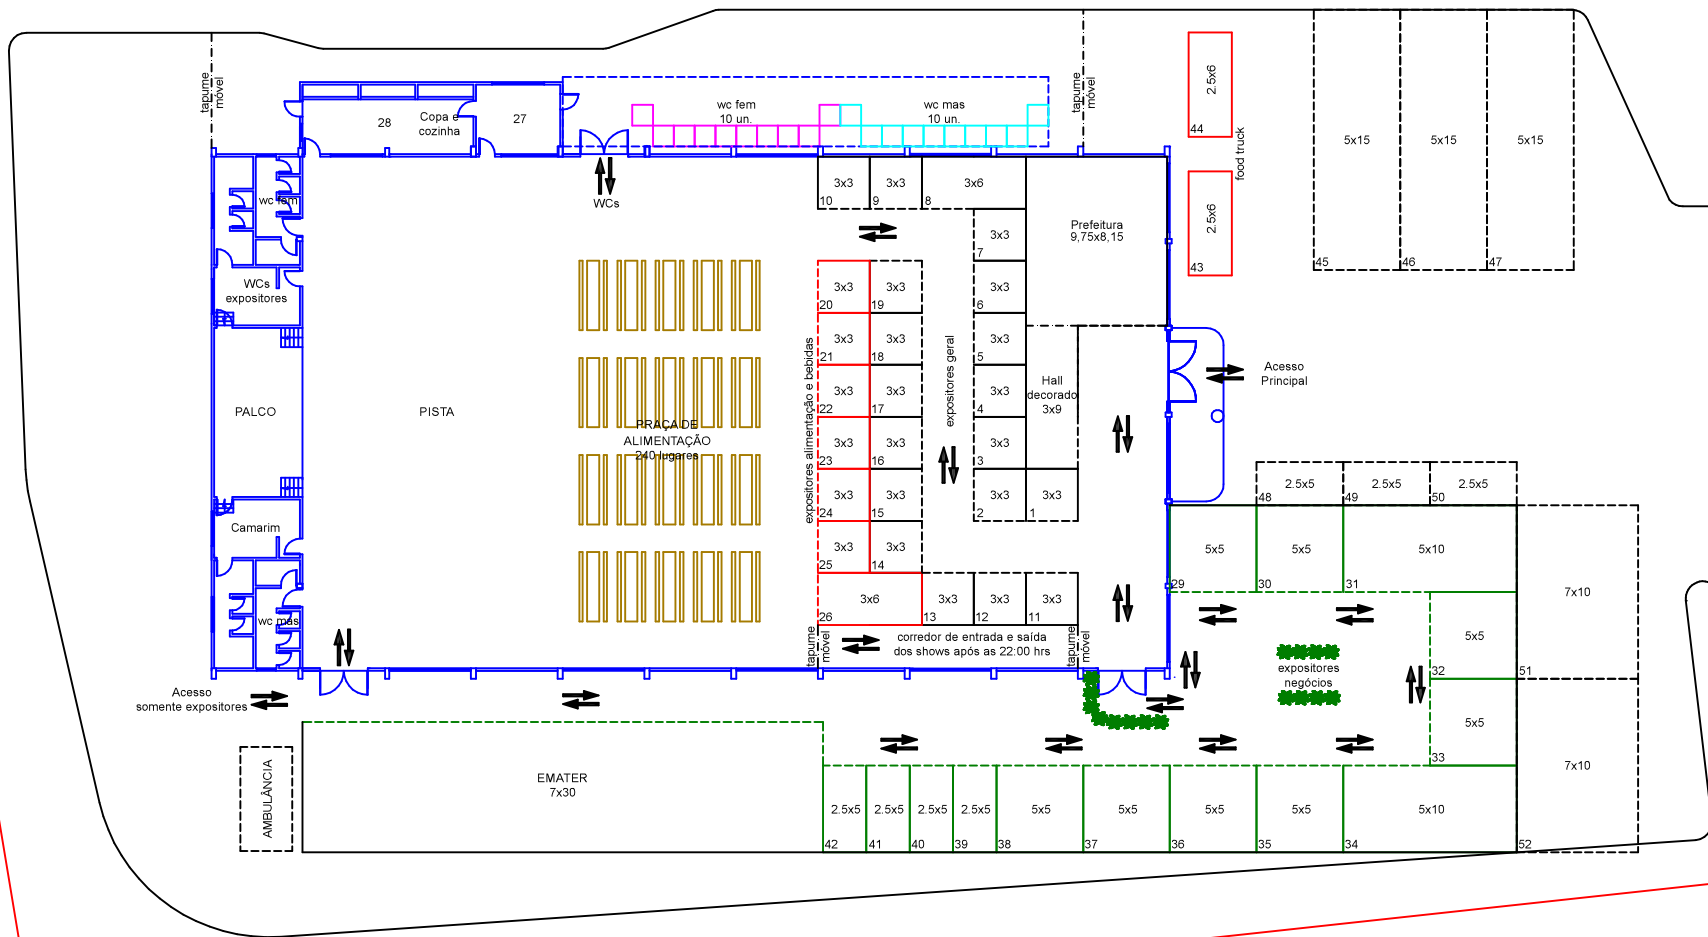 tapume
móvel
28
Copa e
cozinha
27
wc fem
10 un.
wc mas
10 un.
tapume
móvel
2.5x6
44
food truck
2.5x6
43
5x15
45
5x15
46
5x15
47
wc fem
WCs
expositores
PALCO
Camarim
wc mas
PISTA
WCs
PRAÇA DE
ALIMENTAÇÃO
240 lugares
3x3
10
3x3
9
3x6
8
3x3
7
Prefeitura
9,75x8,15
3x3
20
3x3
19
3x3
6
3x3
21
3x3
18
3x3
5
3x3
22
3x3
17
3x3
4
3x3
23
3x3
16
3x3
3
3x3
24
3x3
15
3x3
2
3x3
1
3x3
25
3x3
14
3x6
26
3x3
13
3x3
12
3x3
11
expositores alimentação e bebidas
expositores geral
Hall
decorado
3x9
Acesso
Principal
tapume
móvel
corredor de entrada e saída
dos shows após as 22:00 hrs
tapume
móvel
2.5x5
48
2.5x5
49
2.5x5
50
5x5
29
5x5
30
5x10
31
5x5
32
5x5
33
7x10
51
7x10
52
expositores
negócios
Acesso
somente expositores
AMBULÂNCIA
EMATER
7x30
2.5x5
42
2.5x5
41
2.5x5
40
2.5x5
39
5x5
38
5x5
37
5x5
36
5x5
35
5x10
34